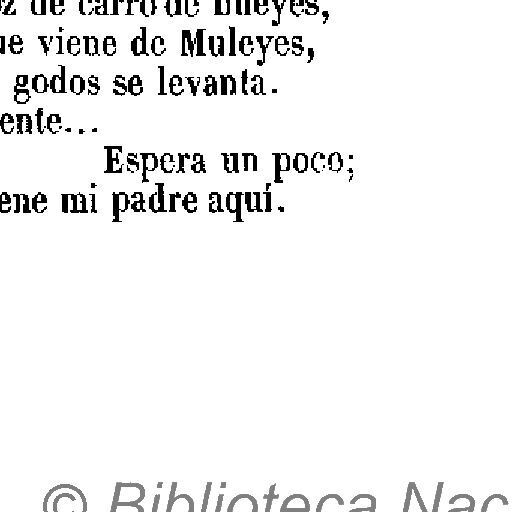 oz de carro de bueyes,
ue viene de Muleyes,
godos se levanta.
ente...
Espera un poco;
ene mi padre aquí.
© Biblioteca Nac